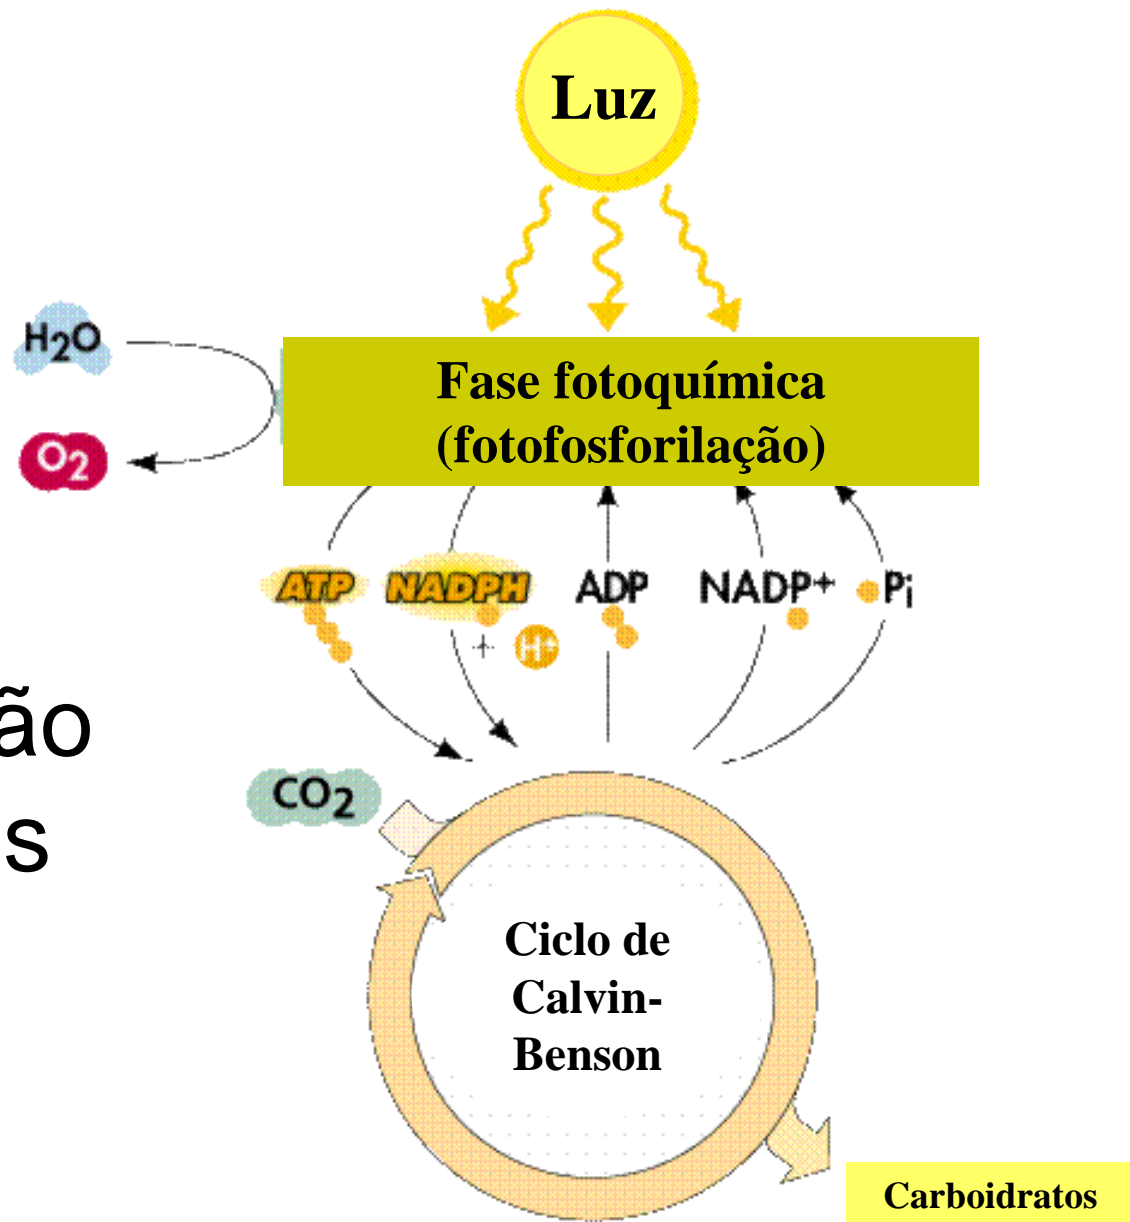 Luz
H2O
Fase fotoquímica
(fotofosforilação)
O2
ATP NADPH ADP NADP+ Pi
+ H+
ão
s
CO2
Ciclo de
Calvin-
Benson
Carboidratos